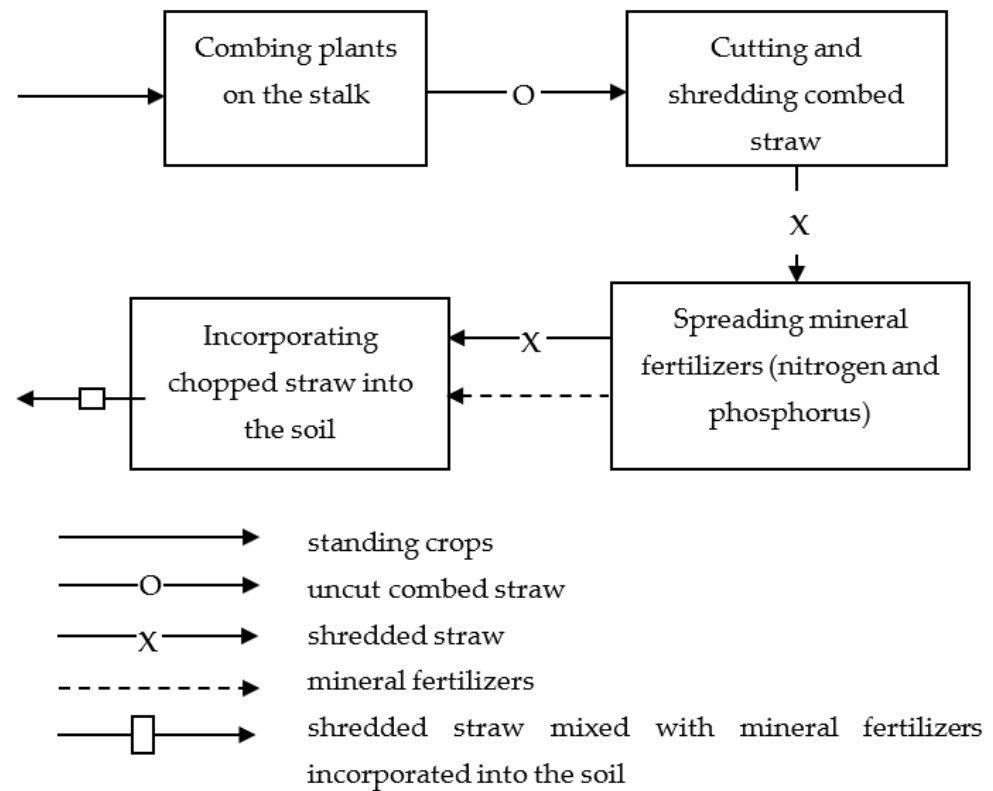 Combing plants
on the stalk
O
Cutting and
shredding combed
straw
X
Spreading mineral
fertilizers (nitrogen and
phosphorus)
X
Incorporating
chopped straw into
the soil
standing crops
O
uncut combed straw
X
shredded straw
mineral fertilizers
shredded straw mixed with mineral fertilizers
incorporated into the soil